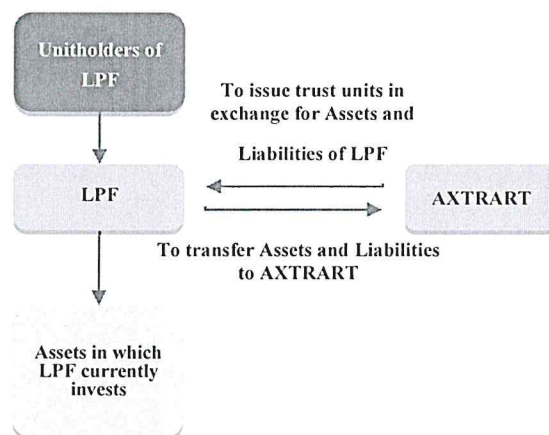 Unitholders of
LPF
To issue trust units in
exchange for Assets and
Liabilities of LPF
LPF
AXTRART
To transfer Assets and Liabilities
to AXTRART
Assets in which
LPF currently
invests